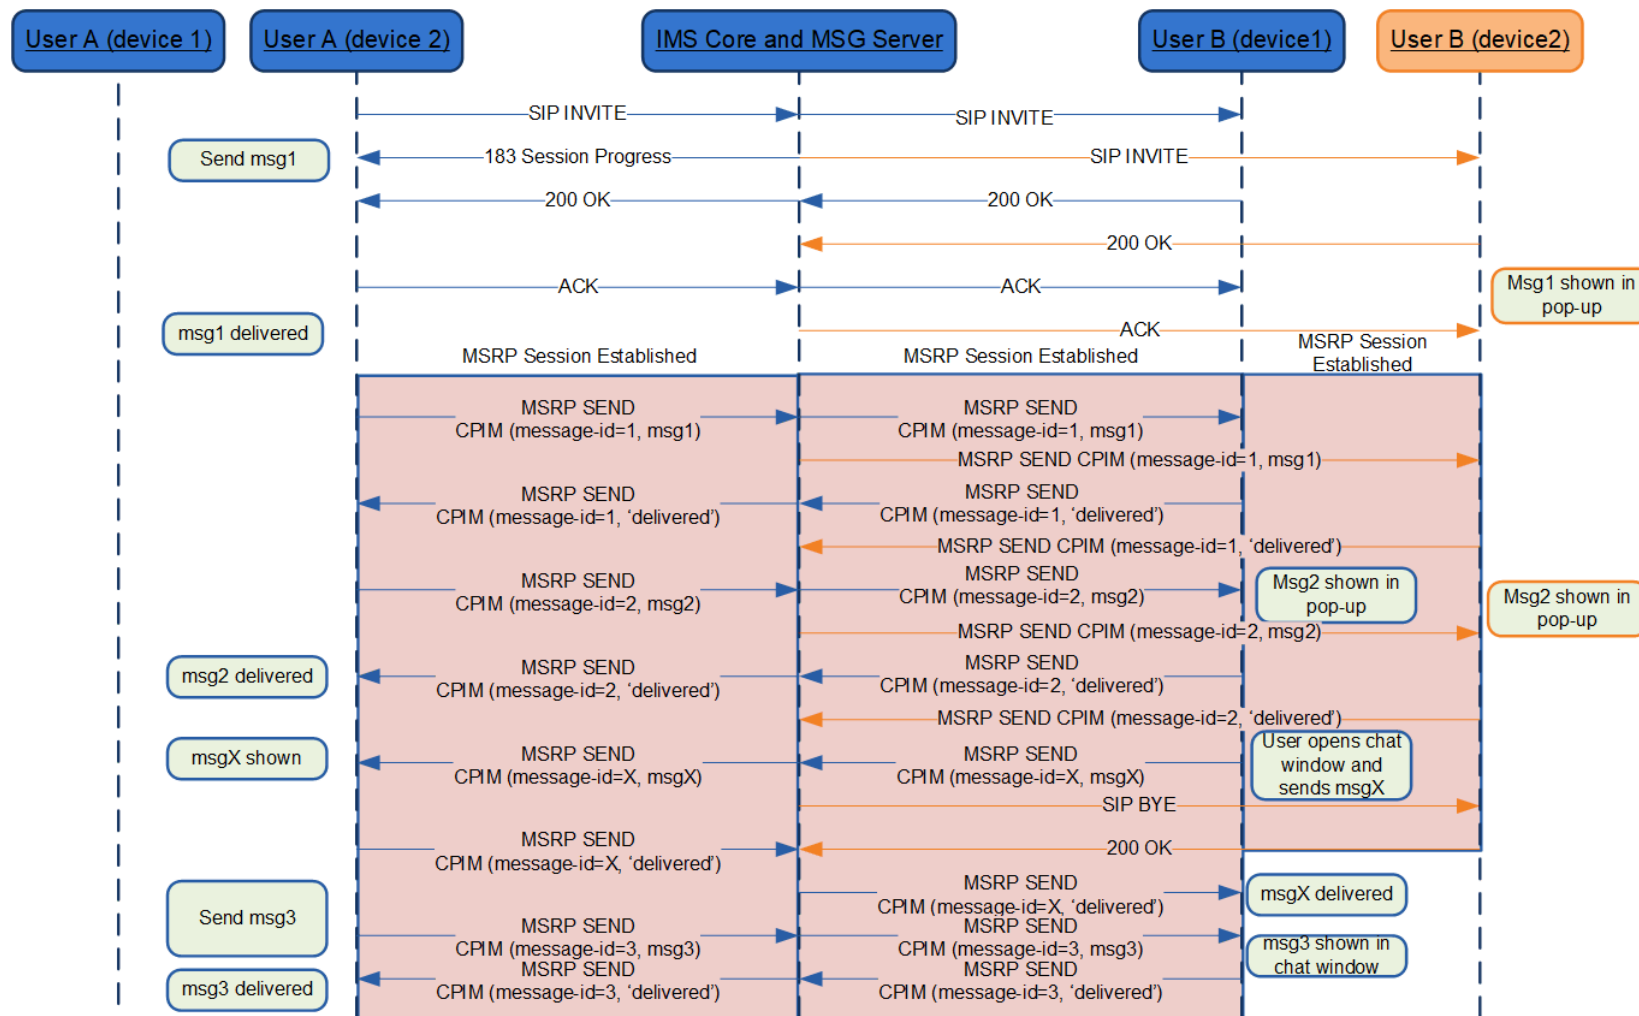 User A (device 1)
User A (device 2)
IMS Core and MSG Server
User B (device1)
User B (device2)
SIP INVITE
SIP INVITE
Send msg1
183 Session Progress
SIP INVITE
200 OK
200 OK
200 OK
ACK
ACK
Msg1 shown in
pop-up
msg1 delivered
ACK
MSRP Session Established
MSRP Session Established
MSRP Session
Established
MSRP SEND
CPIM (message-id=1, msg1)
MSRP SEND
CPIM (message-id=1, msg1)
MSRP SEND CPIM (message-id=1, msg1)
MSRP SEND
CPIM (message-id=1, ‘delivered’)
MSRP SEND
CPIM (message-id=1, ‘delivered’)
MSRP SEND CPIM (message-id=1, ‘delivered’)
MSRP SEND
CPIM (message-id=2, msg2)
MSRP SEND
CPIM (message-id=2, msg2)
Msg2 shown in
pop-up
Msg2 shown in
pop-up
MSRP SEND CPIM (message-id=2, msg2)
msg2 delivered
MSRP SEND
CPIM (message-id=2, ‘delivered’)
MSRP SEND
CPIM (message-id=2, ‘delivered’)
MSRP SEND CPIM (message-id=2, ‘delivered’)
msgX shown
MSRP SEND
CPIM (message-id=X, msgX)
MSRP SEND
CPIM (message-id=X, msgX)
User opens chat
window and
sends msgX
SIP BYE
MSRP SEND
CPIM (message-id=X, ‘delivered’)
200 OK
MSRP SEND
CPIM (message-id=X, ‘delivered’)
msgX delivered
Send msg3
MSRP SEND
CPIM (message-id=3, msg3)
MSRP SEND
CPIM (message-id=3, msg3)
msg3 shown in
chat window
msg3 delivered
MSRP SEND
CPIM (message-id=3, ‘delivered’)
MSRP SEND
CPIM (message-id=3, ‘delivered’)